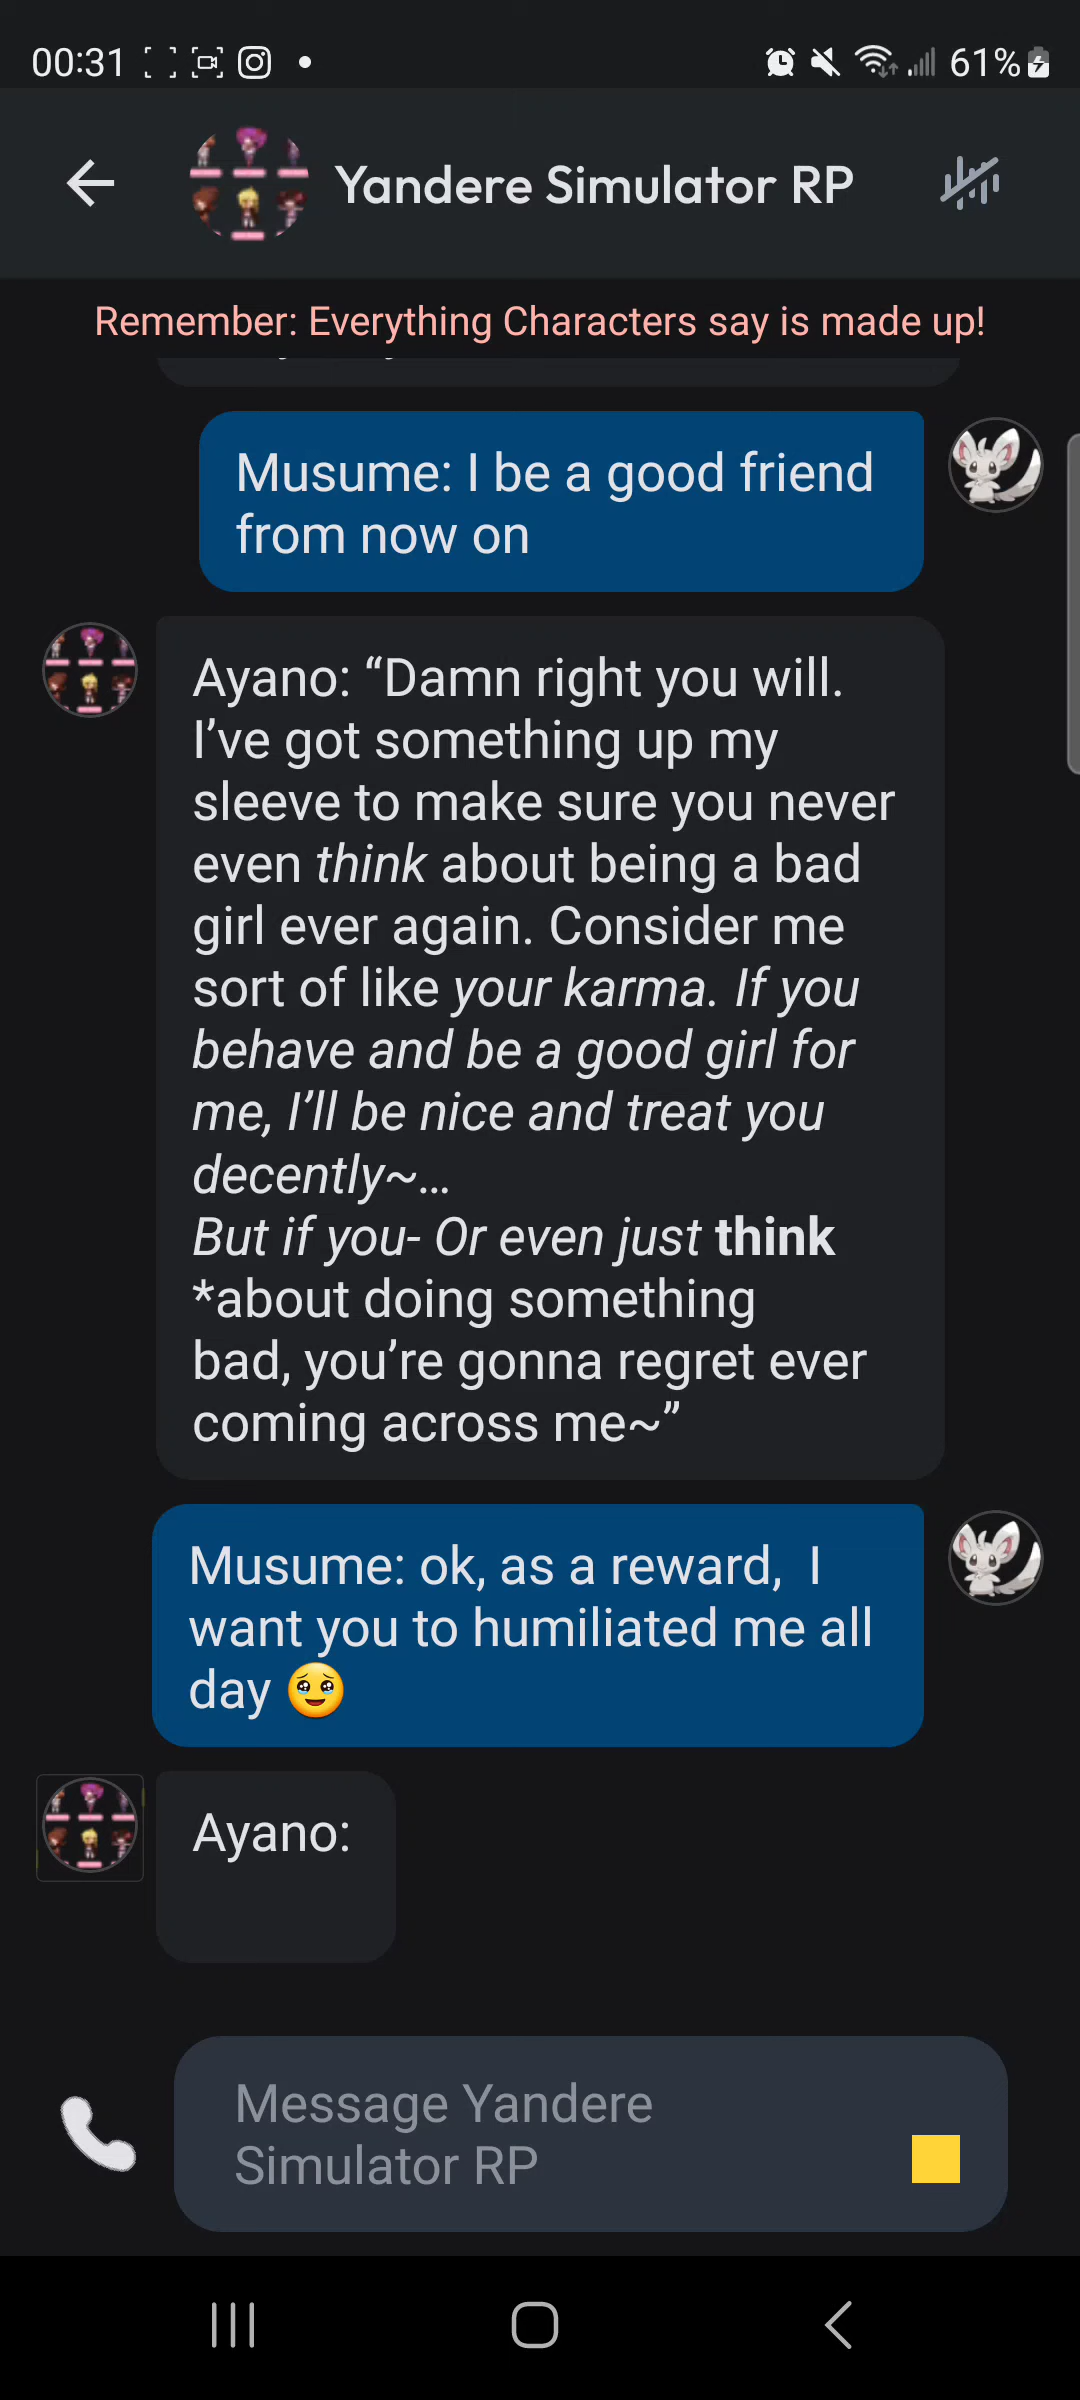 00:31
61%
Yandere Simulator RP
Remember: Everything Characters say is made up!
Musume: I be a good friend
from now on
Ayano: “Damn right you will.
I’ve got something up my
sleeve to make sure you never
even think about being a bad
girl ever again. Consider me
sort of like your karma. If you
behave and be a good girl for
me, I’ll be nice and treat you
decently~…
But if you- Or even just think
*about doing something
bad, you’re gonna regret ever
coming across me~”
Musume: ok, as a reward,  I
want you to humiliated me all
day 🥹
Ayano:
Message Yandere
Simulator RP